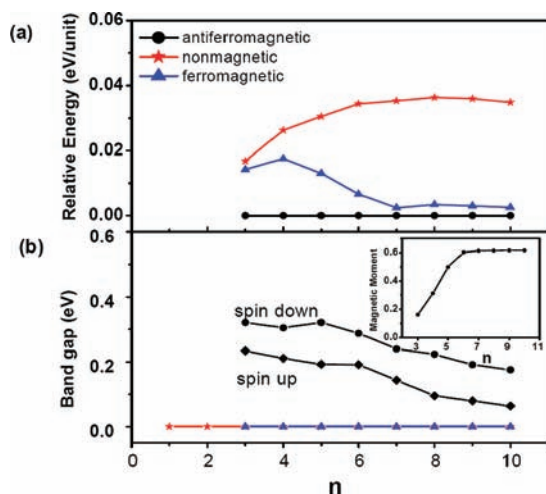 (a)
antiferromagnetic
nonmagnetic
ferromagnetic
Relative Energy (eV/unit)
0.06
0.04
0.02
0.00
(b)
Band gap (eV)
0.6
0.4
0.2
0.0
spin down
spin up
Magnetic Moment
0.6
0.4
0.2
0.0
3 5 7 9 11
n
0 2 4 6 8 10
n